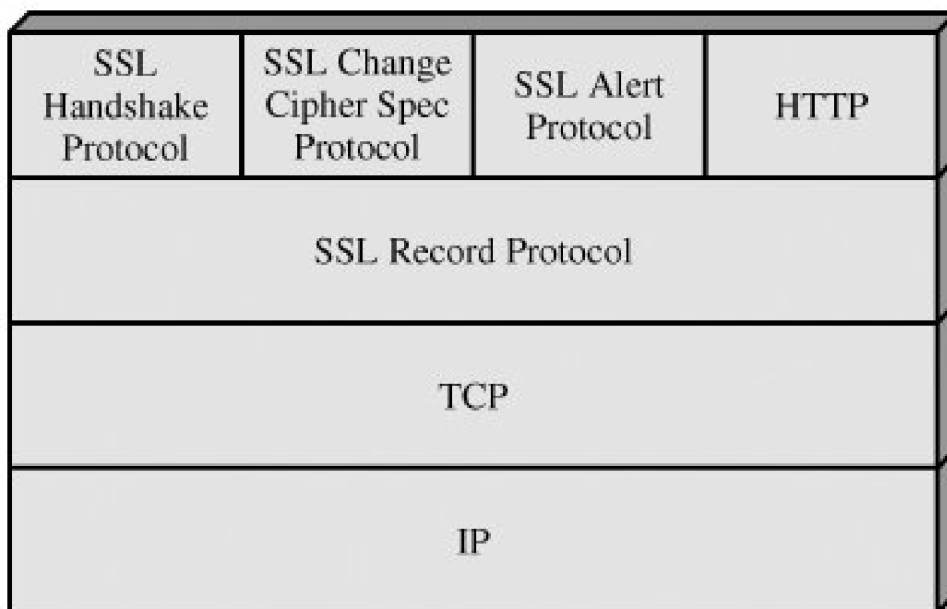 SSL
Handshake
Protocol
SSL Change
Cipher Spec
Protocol
SSL Alert
Protocol
HTTP
SSL Record Protocol
TCP
IP